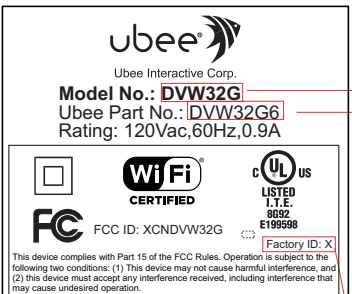 ubee
Ubee Interactive Corp.
Model No.: DVW32G
Ubee Part No.: DVW32G6
Rating: 120Vac,60Hz,0.9A
Wi Fi
CERTIFIED
c UL US
LISTED
I.T.E.
8G92
E199598
FC FCC ID: XCNDVW32G
Factory ID: X
This device complies with Part 15 of the FCC Rules. Operation is subject to the
following two conditions: (1) This device may not cause harmful interference, and
(2) this device must accept any interference received, including interference that
may cause undesired operation.